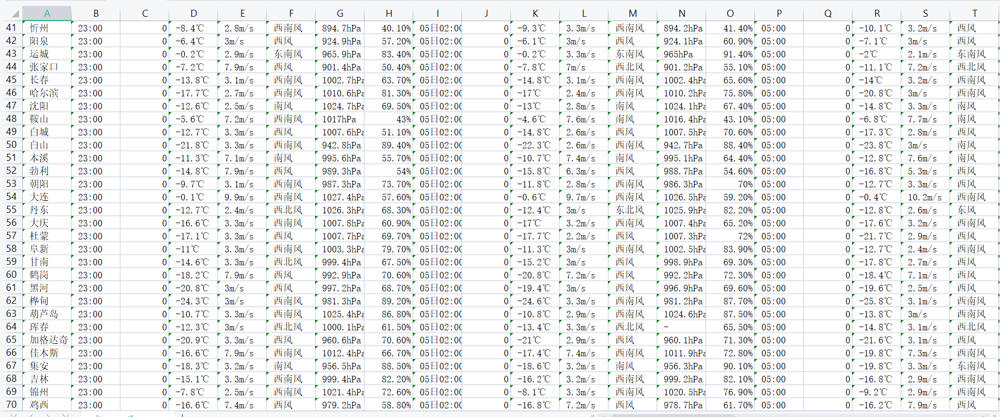 A B C D E F G H I J K L M N O P Q R S T
41 忻州 23:00 0 -8.4℃ 2.8m/s 西南风 894.7hPa 40.10% 05日02:00 0 -9.3℃ 3.3m/s 西南风 894.2hPa 41.40% 05:00 0 -10.1℃ 3.2m/s 西风
42 阳泉 23:00 0 -6.4℃ 3m/s 西风 924.9hPa 57.20% 05日02:00 0 -6.1℃ 3m/s 西风 924.1hPa 60.90% 05:00 0 -7.1℃ 3m/s 西风
43 运城 23:00 0 -0.2℃ 2.9m/s 东南风 965.9hPa 83.40% 05日02:00 0 -0.2℃ 3.3m/s 东南风 965hPa 91.40% 05:00 0 -2℃ 2.1m/s 东南风
44 张家口 23:00 0 -7.2℃ 7.9m/s 西风 901.4hPa 50.40% 05日02:00 0 -7.8℃ 7m/s 西北风 901.2hPa 55.10% 05:00 0 -11.1℃ 7.2m/s 西北风
45 长春 23:00 0 -13.8℃ 3.1m/s 西南风 1002.7hPa 63.70% 05日02:00 0 -14.8℃ 3.1m/s 西南风 1002.4hPa 65.60% 05:00 0 -14℃ 3.2m/s 西南风
46 哈尔滨 23:00 0 -17.7℃ 2.7m/s 西南风 1010.6hPa 81.30% 05日02:00 0 -17℃ 2.4m/s 西南风 1010.2hPa 75.80% 05:00 0 -20.8℃ 3m/s 西南风
47 沈阳 23:00 0 -12.6℃ 2.5m/s 南风 1024.7hPa 69.50% 05日02:00 0 -13℃ 2.8m/s 南风 1024.1hPa 67.40% 05:00 0 -14.8℃ 3.3m/s 南风
48 鞍山 23:00 0 -5.6℃ 7.2m/s 西南风 1017hPa 43% 05日02:00 0 -4.6℃ 7.6m/s 南风 1016.4hPa 43.10% 05:00 0 -6.8℃ 7.7m/s 南风
49 白城 23:00 0 -12.7℃ 3.3m/s 西风 1007.6hPa 51.10% 05日02:00 0 -14.8℃ 2.6m/s 西风 1007.5hPa 70.60% 05:00 0 -17.3℃ 2.8m/s 西风
50 白山 23:00 0 -21.8℃ 3.3m/s 西南风 942.8hPa 89.40% 05日02:00 0 -22.3℃ 2.6m/s 西南风 942.7hPa 88.40% 05:00 0 -23.8℃ 3m/s 南风
51 本溪 23:00 0 -11.3℃ 7.1m/s 南风 995.6hPa 55.70% 05日02:00 0 -10.7℃ 7.4m/s 南风 995.1hPa 64.40% 05:00 0 -12.8℃ 7.6m/s 南风
52 勃利 23:00 0 -14.8℃ 7.9m/s 西风 989.3hPa 54% 05日02:00 0 -15.8℃ 6.3m/s 西风 988.7hPa 54.60% 05:00 0 -16.8℃ 5.3m/s 西风
53 朝阳 23:00 0 -9.7℃ 3.1m/s 西南风 987.3hPa 73.70% 05日02:00 0 -11.8℃ 2.8m/s 西南风 986.3hPa 70% 05:00 0 -12.7℃ 3.3m/s 西风
54 大连 23:00 0 -0.1℃ 9.9m/s 西南风 1027.4hPa 57.60% 05日02:00 0 -0.6℃ 9.7m/s 西南风 1026.5hPa 59.20% 05:00 0 -0.4℃ 10.2m/s 西南风
55 丹东 23:00 0 -12.7℃ 2.4m/s 西北风 1026.3hPa 68.30% 05日02:00 0 -12.4℃ 3m/s 东北风 1025.9hPa 82.20% 05:00 0 -12.8℃ 2.6m/s 东风
56 大庆 23:00 0 -16.6℃ 3.3m/s 西南风 1007.8hPa 60.90% 05日02:00 0 -17℃ 3.2m/s 西南风 1007.4hPa 65.20% 05:00 0 -17.6℃ 3.2m/s 西南风
57 杜蒙 23:00 0 -17.1℃ 3.3m/s 西风 1007.7hPa 69.70% 05日02:00 0 -17.7℃ 2.2m/s 西风 1007.3hPa 72% 05:00 0 -21.7℃ 2.9m/s 西风
58 阜新 23:00 0 -11℃ 3.3m/s 西南风 1003.3hPa 79.70% 05日02:00 0 -11.3℃ 3m/s 西南风 1002.5hPa 83.90% 05:00 0 -12.7℃ 2.4m/s 西南风
59 甘南 23:00 0 -14.6℃ 3.3m/s 西北风 999.4hPa 67.50% 05日02:00 0 -15.2℃ 3m/s 西风 998.9hPa 69.30% 05:00 0 -17.8℃ 2.7m/s 西风
60 鹤岗 23:00 0 -18.2℃ 7.9m/s 西风 992.9hPa 70.60% 05日02:00 0 -20.8℃ 7.2m/s 西风 992.2hPa 72.30% 05:00 0 -18.4℃ 7.1m/s 西风
61 黑河 23:00 0 -20.8℃ 3m/s 西风 997.2hPa 68.70% 05日02:00 0 -19.4℃ 3m/s 西风 996.9hPa 69.60% 05:00 0 -19.6℃ 2.5m/s 西风
62 桦甸 23:00 0 -24.3℃ 3m/s 西南风 981.3hPa 89.20% 05日02:00 0 -24.6℃ 3.3m/s 西南风 981.2hPa 87.70% 05:00 0 -25.8℃ 3.1m/s 西南风
63 葫芦岛 23:00 0 -10.7℃ 3.3m/s 西南风 1025.4hPa 86.80% 05日02:00 0 -10.8℃ 2.9m/s 西南风 1024.6hPa 87.50% 05:00 0 -13.8℃ 3m/s 西南风
64 珲春 23:00 0 -12.3℃ 3m/s 西北风 1000.1hPa 61.50% 05日02:00 0 -13.4℃ 3.3m/s 西北风 - 65.50% 05:00 0 -14.8℃ 3.1m/s 西北风
65 加格达奇 23:00 0 -20.9℃ 3.3m/s 西风 960.6hPa 70.60% 05日02:00 0 -21℃ 2.9m/s 西风 960.1hPa 71.30% 05:00 0 -21.6℃ 3.1m/s 西风
66 佳木斯 23:00 0 -16.6℃ 7.9m/s 西南风 1012.4hPa 66.70% 05日02:00 0 -17.4℃ 7.4m/s 西南风 1011.9hPa 72.80% 05:00 0 -19.8℃ 7.3m/s 西南风
67 集安 23:00 0 -18.3℃ 3.2m/s 南风 956.5hPa 88.50% 05日02:00 0 -18.6℃ 3.2m/s 南风 956.3hPa 90.10% 05:00 0 -19.8℃ 3.3m/s 东南风
68 吉林 23:00 0 -15.1℃ 3.3m/s 西南风 999.4hPa 82.20% 05日02:00 0 -16.2℃ 3.2m/s 西南风 999.2hPa 82.10% 05:00 0 -16.8℃ 2.9m/s 西南风
69 锦州 23:00 0 -7.8℃ 2.5m/s 西南风 1021.4hPa 72.60% 05日02:00 0 -8.1℃ 3.3m/s 西南风 1020.5hPa 76.90% 05:00 0 -9.2℃ 2.9m/s 西南风
70 鸡西 23:00 0 -16.6℃ 7.4m/s 西风 979.2hPa 58.80% 05日02:00 0 -16.8℃ 7.2m/s 西风 978.7hPa 61.70% 05:00 0 -16.2℃ 7.9m/s 西风